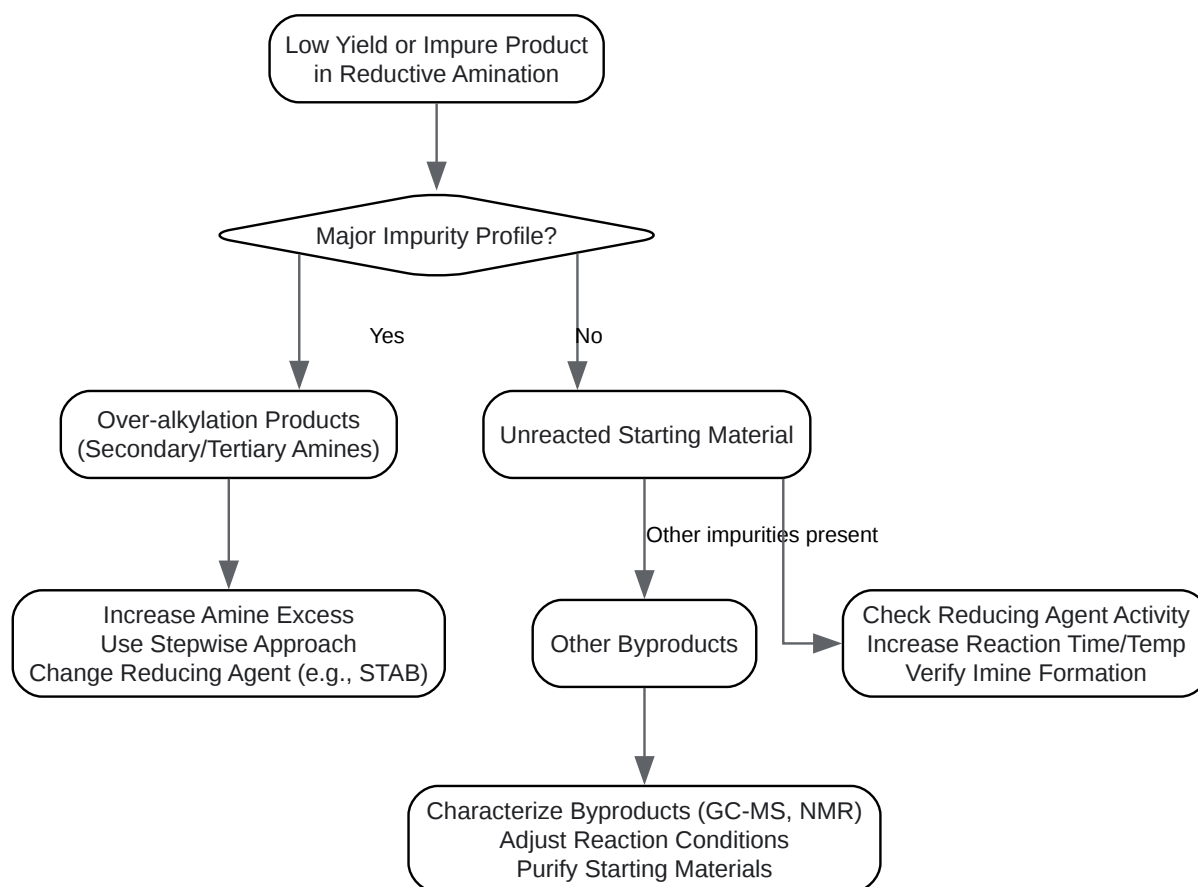 Low Yield or Impure Product
in Reductive Amination
Major Impurity Profile?
Yes
No
Over-alkylation Products
(Secondary/Tertiary Amines)
Unreacted Starting Material
Other impurities present
Increase Amine Excess
Use Stepwise Approach
Change Reducing Agent (e.g., STAB)
Other Byproducts
Check Reducing Agent Activity
Increase Reaction Time/Temp
Verify Imine Formation
Characterize Byproducts (GC-MS, NMR)
Adjust Reaction Conditions
Purify Starting Materials